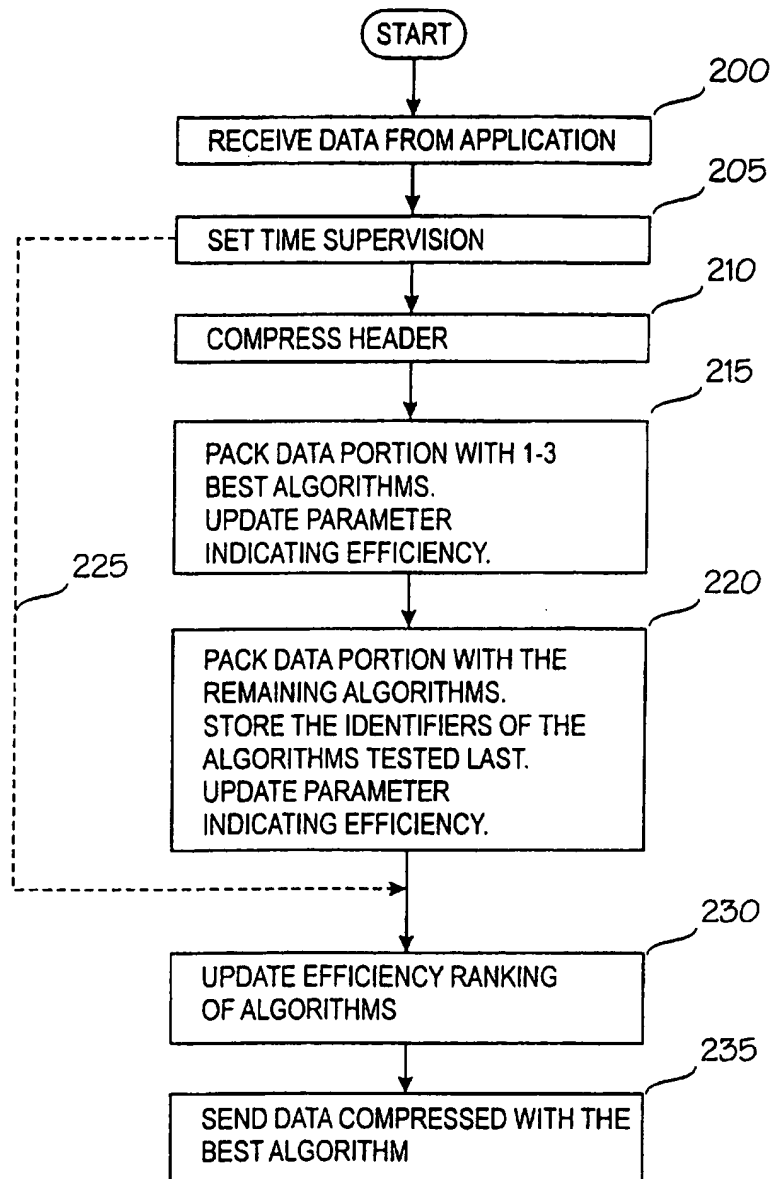 START
200
RECEIVE DATA FROM APPLICATION
205
SET TIME SUPERVISION
210
COMPRESS HEADER
215
PACK DATA PORTION WITH 1-3
BEST ALGORITHMS.
UPDATE PARAMETER
INDICATING EFFICIENCY.
225
220
PACK DATA PORTION WITH THE
REMAINING ALGORITHMS.
STORE THE IDENTIFIERS OF THE
ALGORITHMS TESTED LAST.
UPDATE PARAMETER
INDICATING EFFICIENCY.
230
UPDATE EFFICIENCY RANKING
OF ALGORITHMS
235
SEND DATA COMPRESSED WITH THE
BEST ALGORITHM